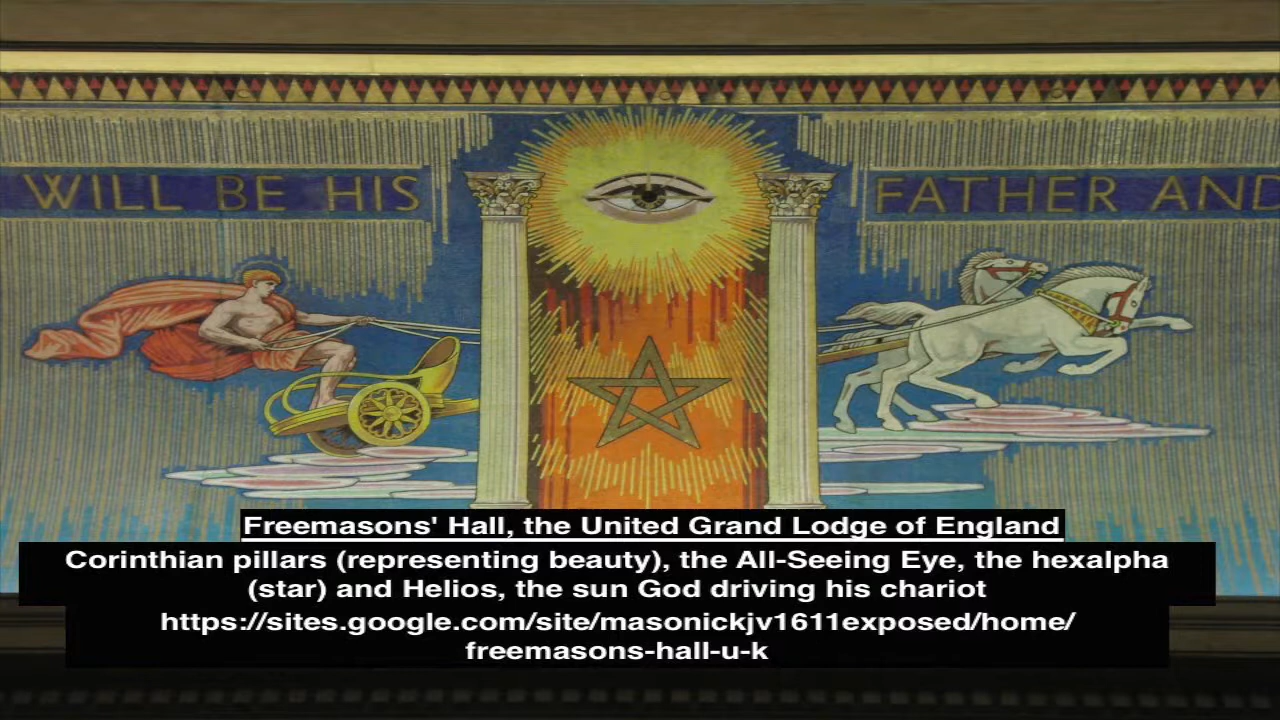 WILL BE HIS FATHER AND
Freemasons' Hall, the United Grand Lodge of England
Corinthian pillars (representing beauty), the All-Seeing Eye, the hexalpha
(star) and Helios, the sun God driving his chariot
https://sites.google.com/site/masonickjv1611exposed/home/
freemasons-hall-u-k